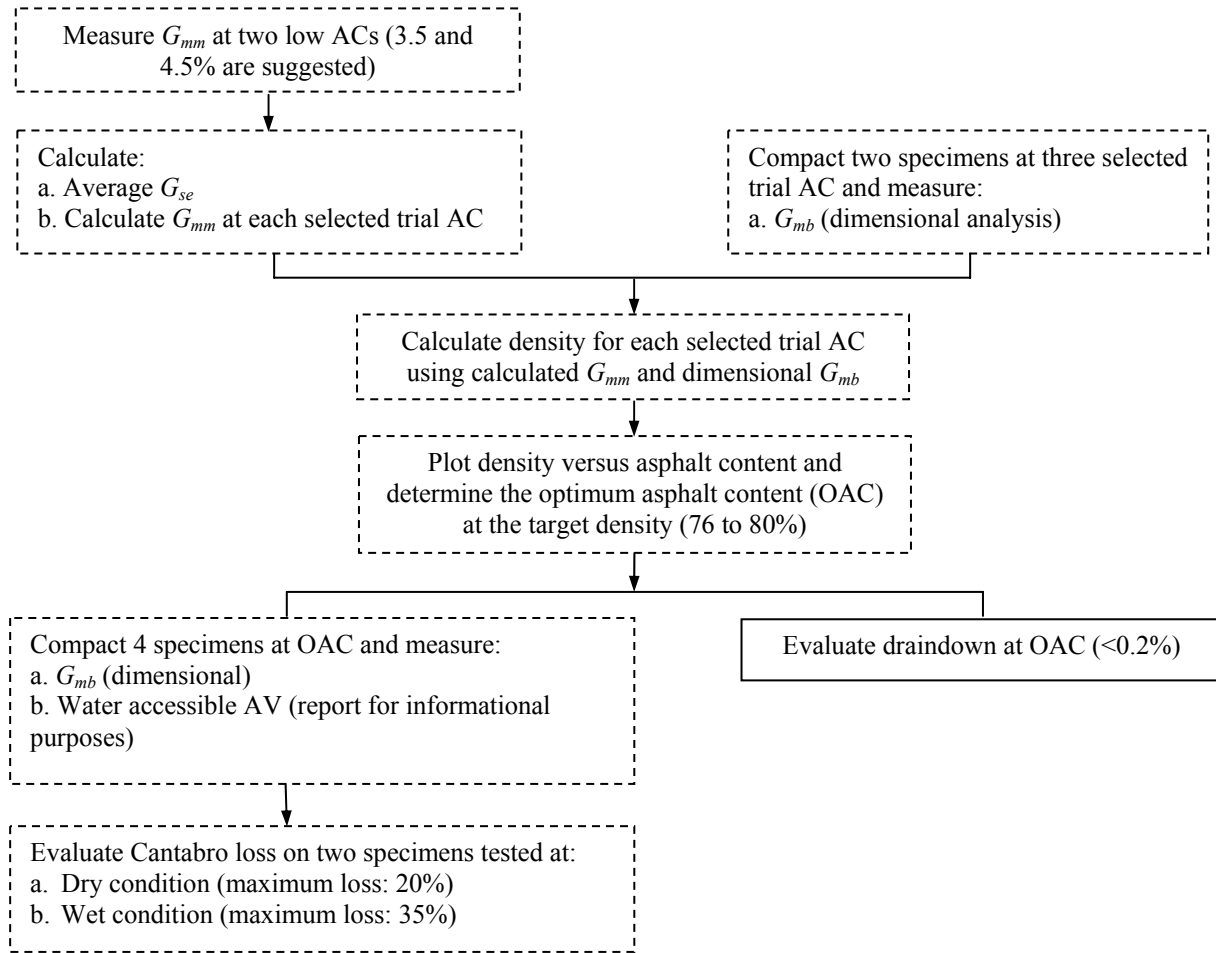 Measure Gmm at two low ACs (3.5 and
4.5% are suggested)
Calculate:
a. Average Gse
b. Calculate Gmm at each selected trial AC
Compact two specimens at three selected
trial AC and measure:
a. Gmb (dimensional analysis)
Calculate density for each selected trial AC
using calculated Gmm and dimensional Gmb
Plot density versus asphalt content and
determine the optimum asphalt content (OAC)
at the target density (76 to 80%)
Compact 4 specimens at OAC and measure:
a. Gmb (dimensional)
b. Water accessible AV (report for informational
purposes)
Evaluate draindown at OAC (<0.2%)
Evaluate Cantabro loss on two specimens tested at:
a. Dry condition (maximum loss: 20%)
b. Wet condition (maximum loss: 35%)